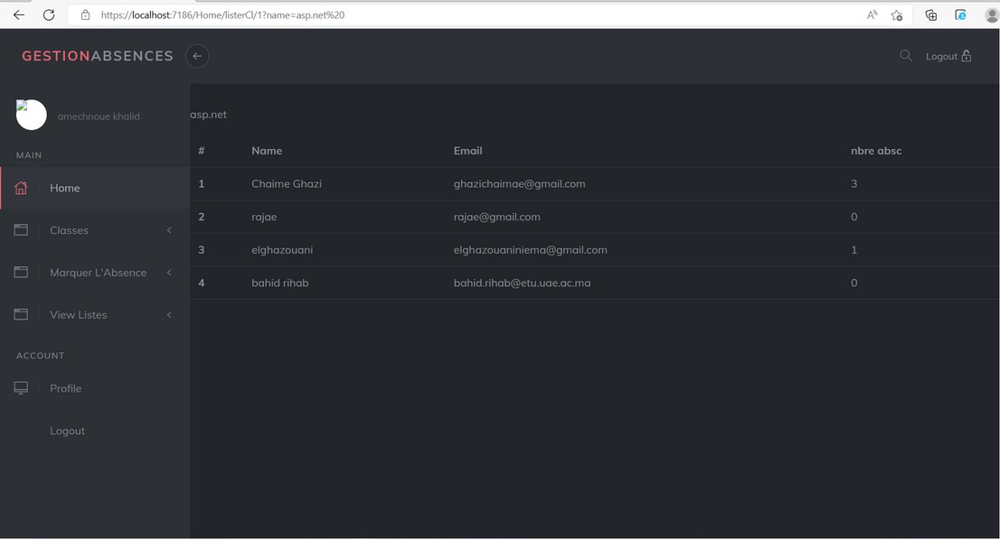 https://localhost:7186/Home/listerCl/1?name=asp.net%20
GESTIONABSENCES
Logout
amechnoue khalid
MAIN
Home
Classes
Marquer L'Absence
View Listes
ACCOUNT
Profile
Logout
asp.net
# Name Email nbre absc
1 Chaime Ghazi ghazichaimae@gmail.com 3
2 rajae rajae@gmail.com 0
3 elghazouani elghazouaniniema@gmail.com 1
4 bahid rihab bahid.rihab@etu.uae.ac.ma 0